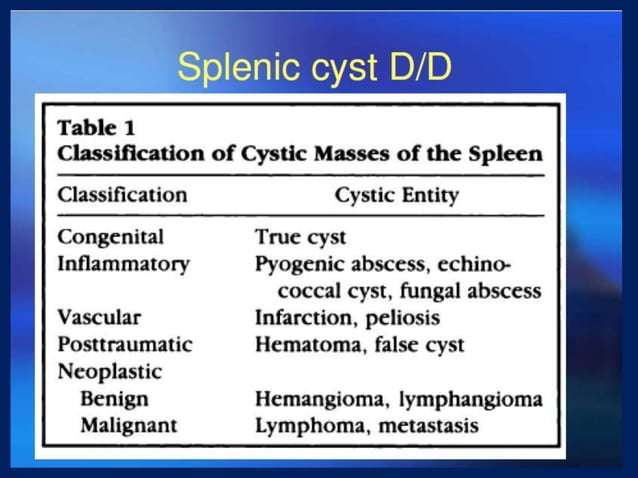 Splenic cyst D/D
Table 1
Classification of Cystic Masses of the Spleen
Classification Cystic Entity
Congenital True cyst
Inflammatory Pyogenic abscess, echino-
coccal cyst, fungal abscess
Vascular Infarction, peliosis
Posttraumatic Hematoma, false cyst
Neoplastic
Benign Hemangioma, lymphangioma
Malignant Lymphoma, metastasis